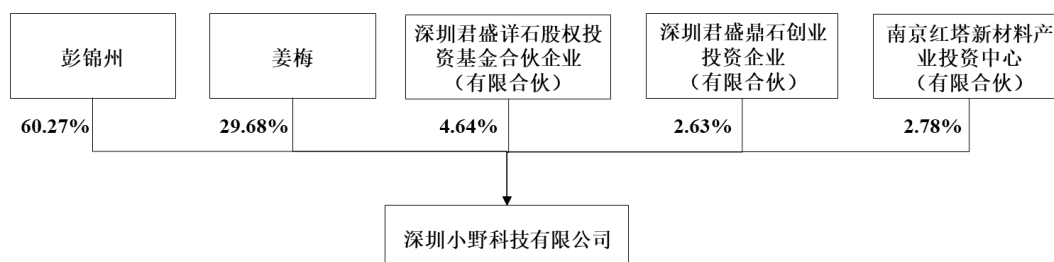 彭锦州
姜梅
深圳君盛详石股权投
资基金合伙企业
（有限合伙）
深圳君盛鼎石创业
投资企业
（有限合伙）
南京红塔新材料产
业投资中心
（有限合伙）
60.27%
29.68%
4.64%
2.63%
2.78%
深圳小野科技有限公司